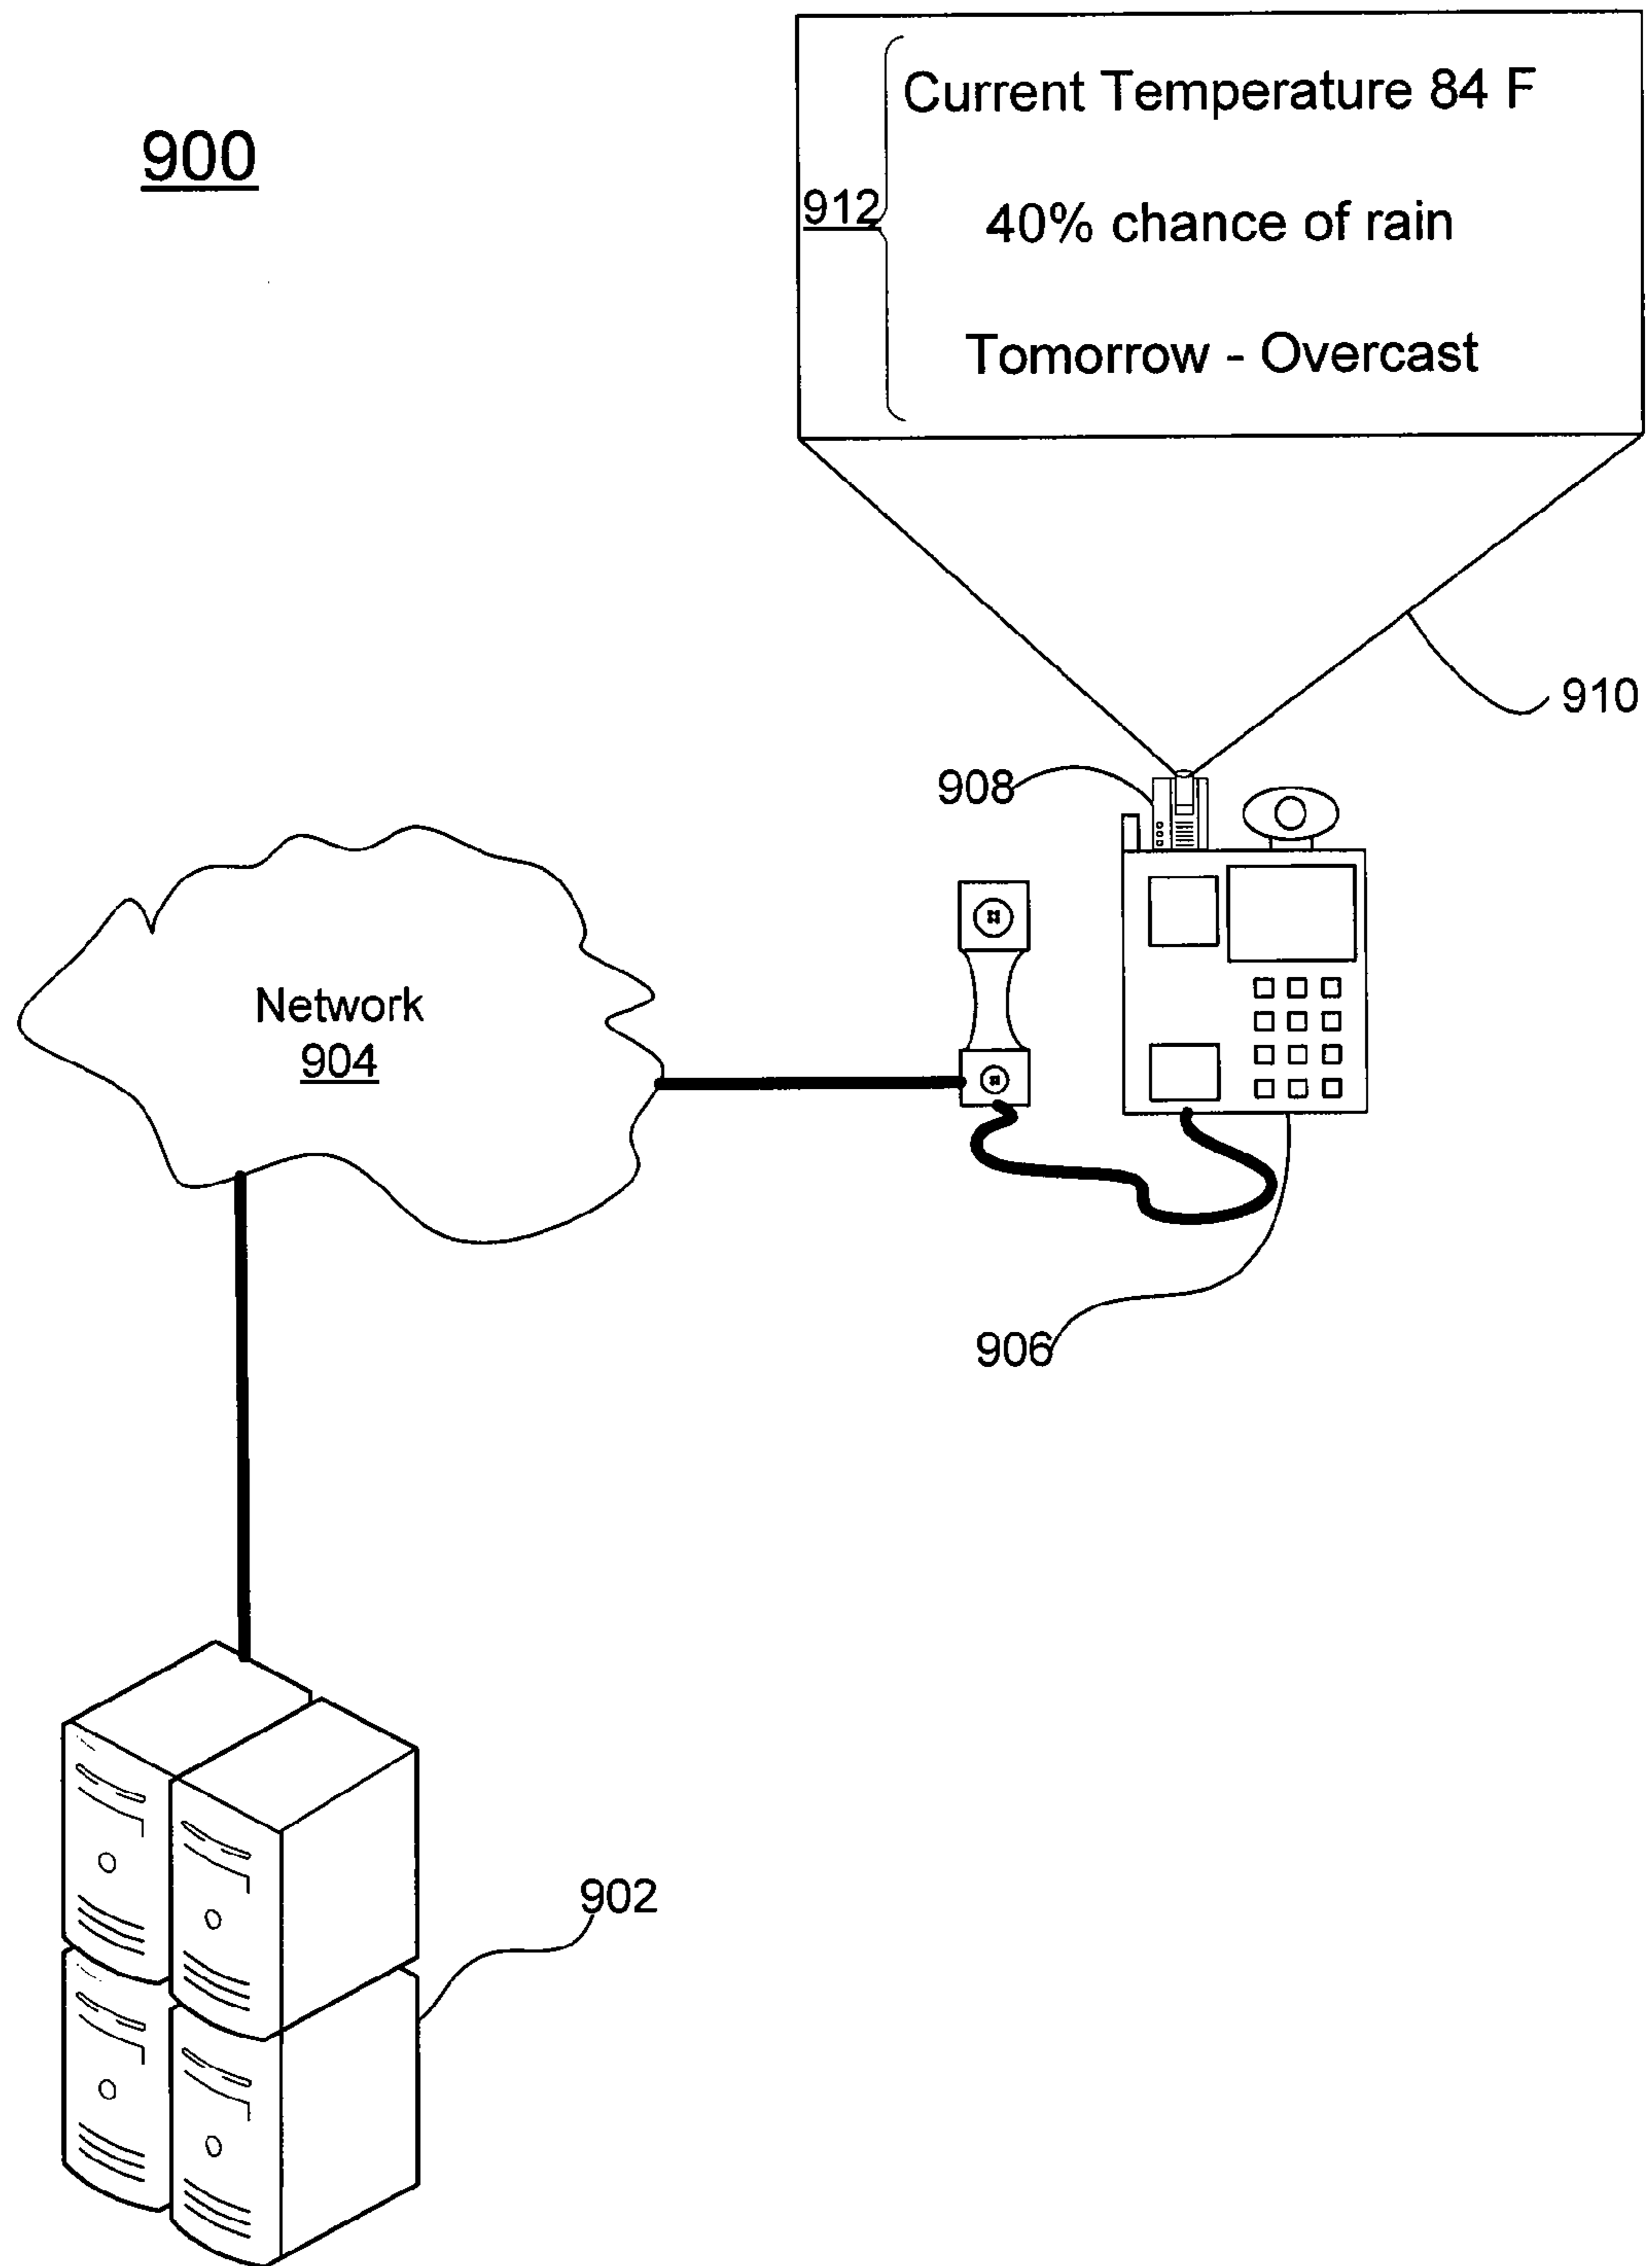 900
Current Temperature 84 F
912
40% chance of rain
Tomorrow - Overcast
910
908
Network
904
906
902